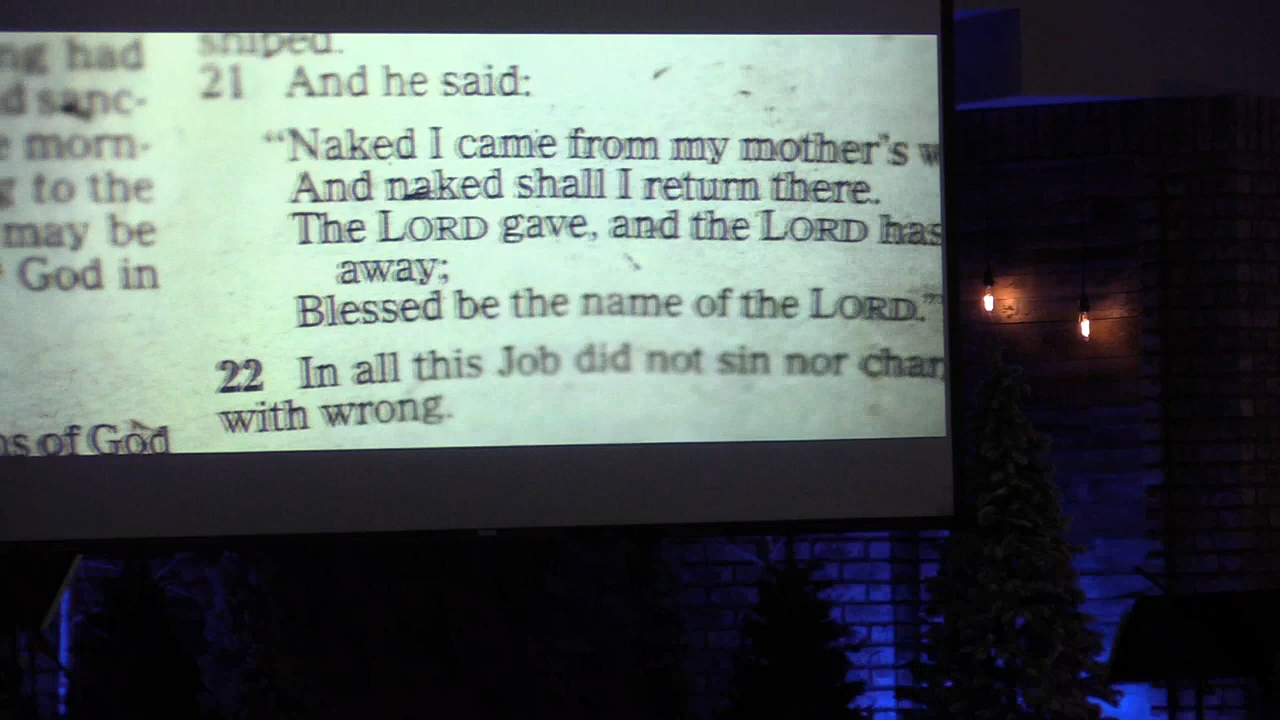 ng had
d sanc-
e morn-
g to the
may be
God in
ns of God
shiped.
21 And he said:
"Naked I came from my mother's
And naked shall I return there.
The LORD gave, and the LORD has
away;
Blessed be the name of the LORD."
22 In all this Job did not sin nor char
with wrong.